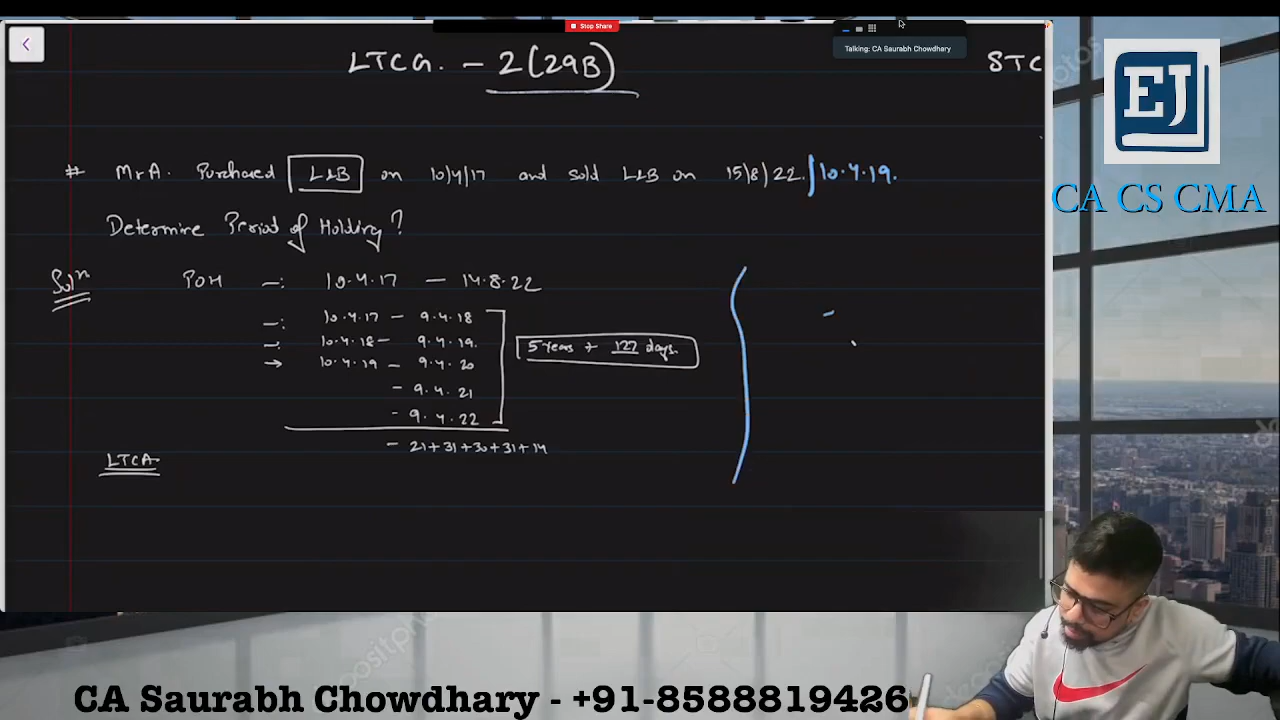 Stop Share
Talking: CA Saurabh Chowdhary
LTCG. - 2(29B)
STC
EJ
CA CS CMA
# Mr A. Purchased L&B on 10/4/17 and sold L&B on 15/8/22. / 10.4.19.
Determine Period of Holding?
Solⁿ POH -: 10.4.17 - 14.8.22
-: 10.4.17 - 9.4.18
-: 10.4.18 - 9.4.19.
→ 10.4.19 - 9.4.20
- 9.4.21
- 9.4.22
5 Years + 127 days.
- 21+31+30+31+14
LTCA
CA Saurabh Chowdhary - +91-8588819426